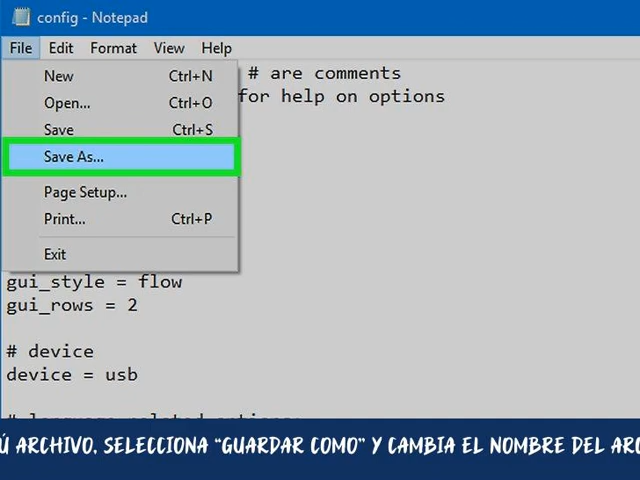 config - Notepad
File Edit Format View Help
New Ctrl+N
Open... Ctrl+O
Save Ctrl+S
Save As...
Page Setup...
Print... Ctrl+P
Exit
# are comments
for help on options
gui_style = flow
gui_rows = 2
# device
device = usb
ARCHIVO, SELECCIONA “GUARDAR COMO” Y CAMBIA EL NOMBRE DEL